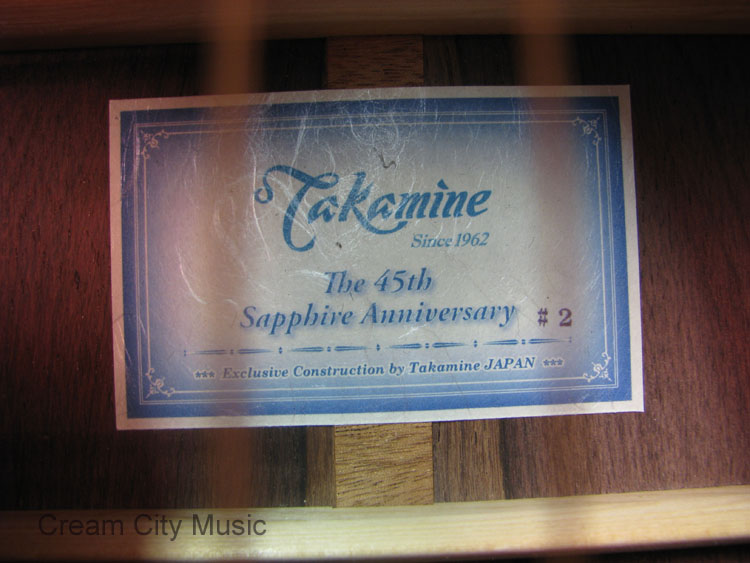 Takamine
Since 1962
The 45th
Sapphire Anniversary # 2
*** Exclusive Construction by Takamine JAPAN ***
Cream City Music